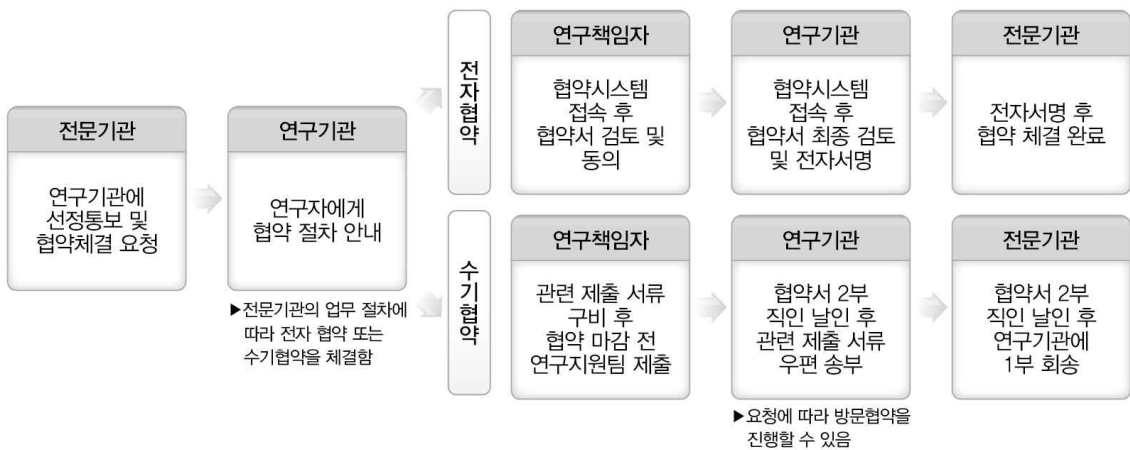 전문기관
연구기관에
선정통보 및
협약체결 요청
연구기관
연구자에게
협약 절차 안내
▶전문기관의 업무 절차에
따라 전자 협약 또는
수기협약을 체결함
전자협약
연구책임자
협약시스템
접속 후
협약서 검토 및
동의
연구기관
협약시스템
접속 후
협약서 최종 검토
및 전자서명
전문기관
전자서명 후
협약 체결 완료
수기협약
연구책임자
관련 제출 서류
구비 후
협약 마감 전
연구지원팀 제출
연구기관
협약서 2부
직인 날인 후
관련 제출 서류
우편 송부
▶요청에 따라 방문협약을
진행할 수 있음
전문기관
협약서 2부
직인 날인 후
연구기관에
1부 회송